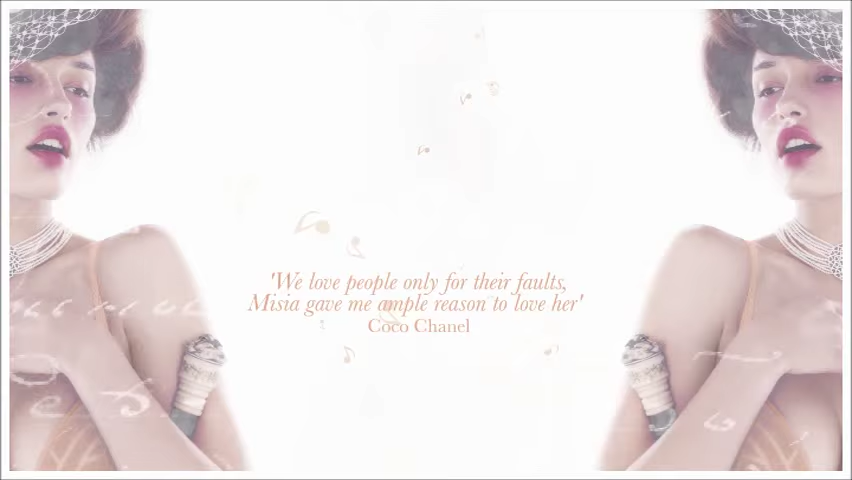 'We love people only for their faults,
Misia gave me ample reason to love her'
Coco Chanel